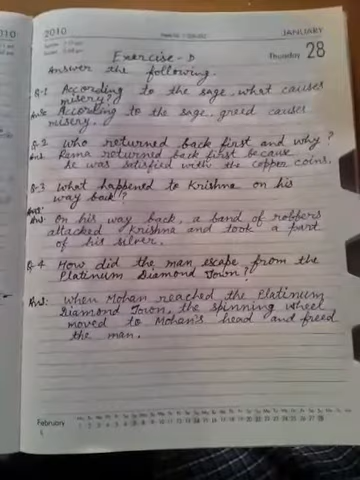 2010
JANUARY
Thursday 28
Exercise - D
Answer the following.
Q-1 According to the sage, what causes
misery?
Ans According to the sage, greed causes
misery.
Q-2 who returned back first and why?
Ans: Rama returned back first because
he was satisfied with the copper coins.
Q-3 what happened to Krishna on his
way back?
Ans:
Ans: On his way back, a band of robbers
attacked Krishna and took a part
of his silver.
Q-4 How did the man escape from the
Platinum Diamond Town?
Ans: when Mohan reached the Platinum
Diamond Town, the spinning wheel
moved to Mohan's head and freed
the man.
February